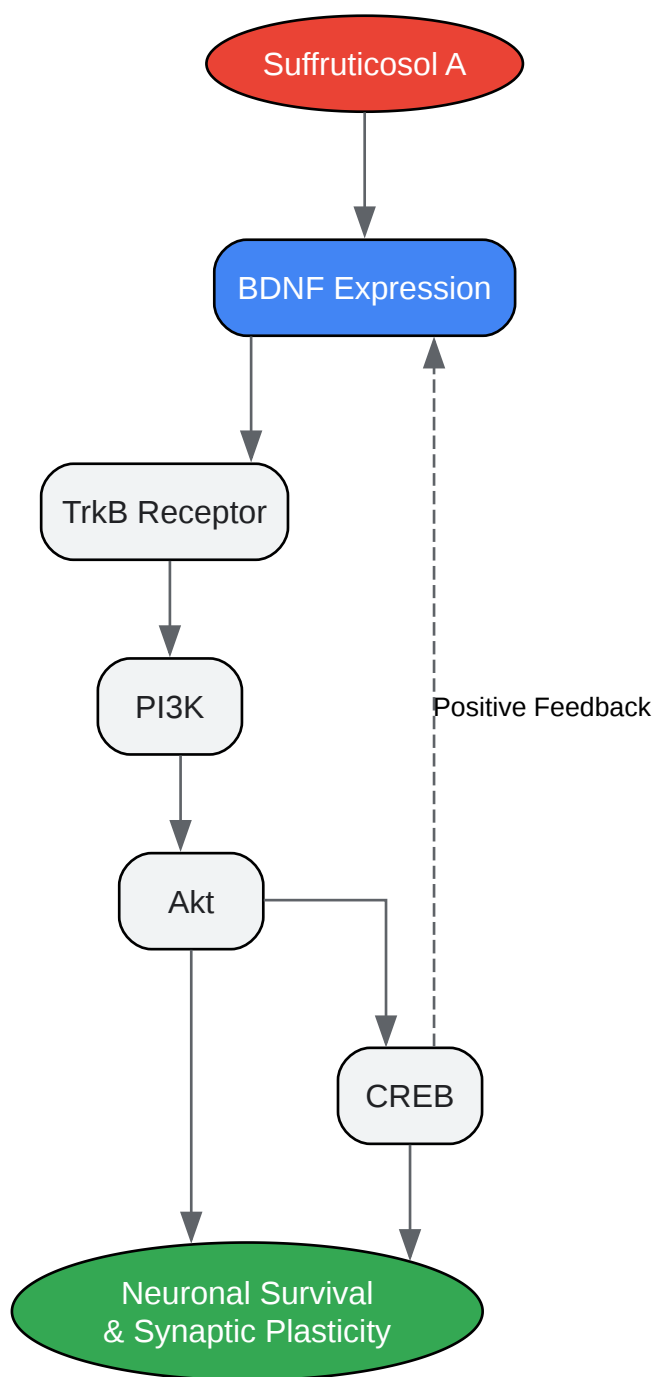 Suffruticosol A
BDNF Expression
TrkB Receptor
PI3K
Positive Feedback
Akt
CREB
Neuronal Survival
& Synaptic Plasticity